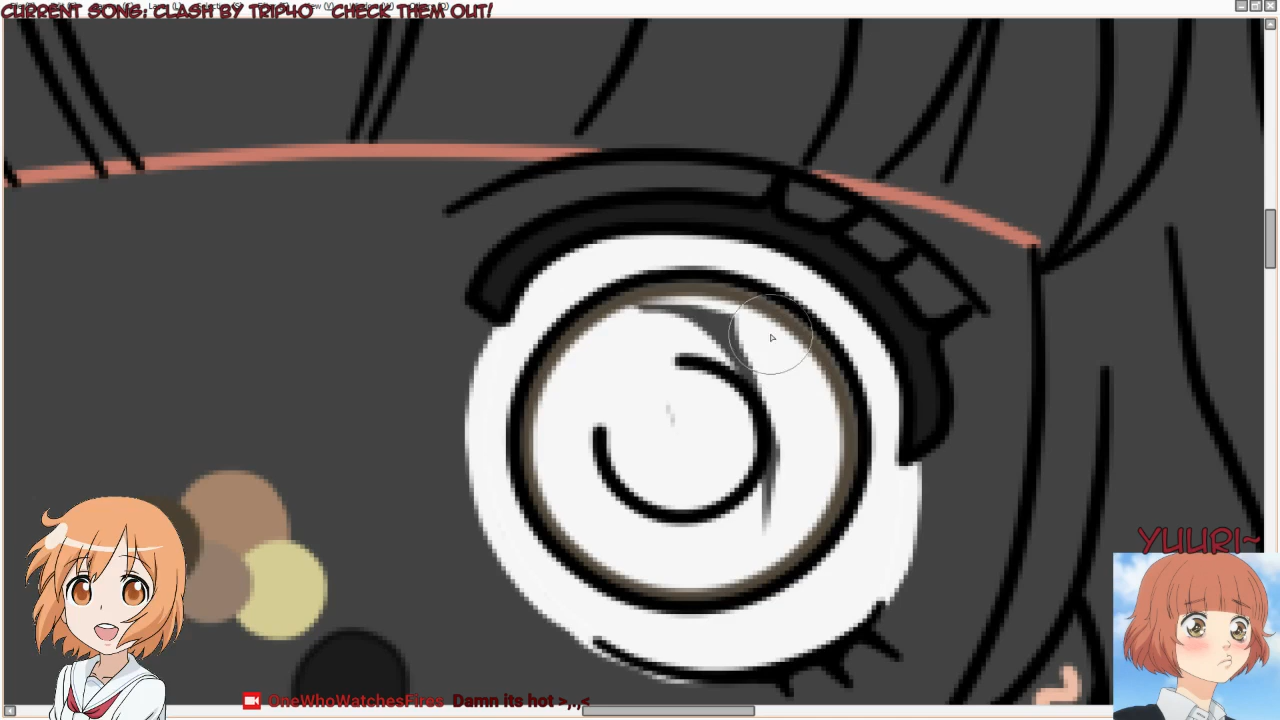 CURRENT SONG: CLASH BY TRIP40 CHECK THEM OUT!
YUURI~
OneWhoWatchesFires Damn its hot >,.,<